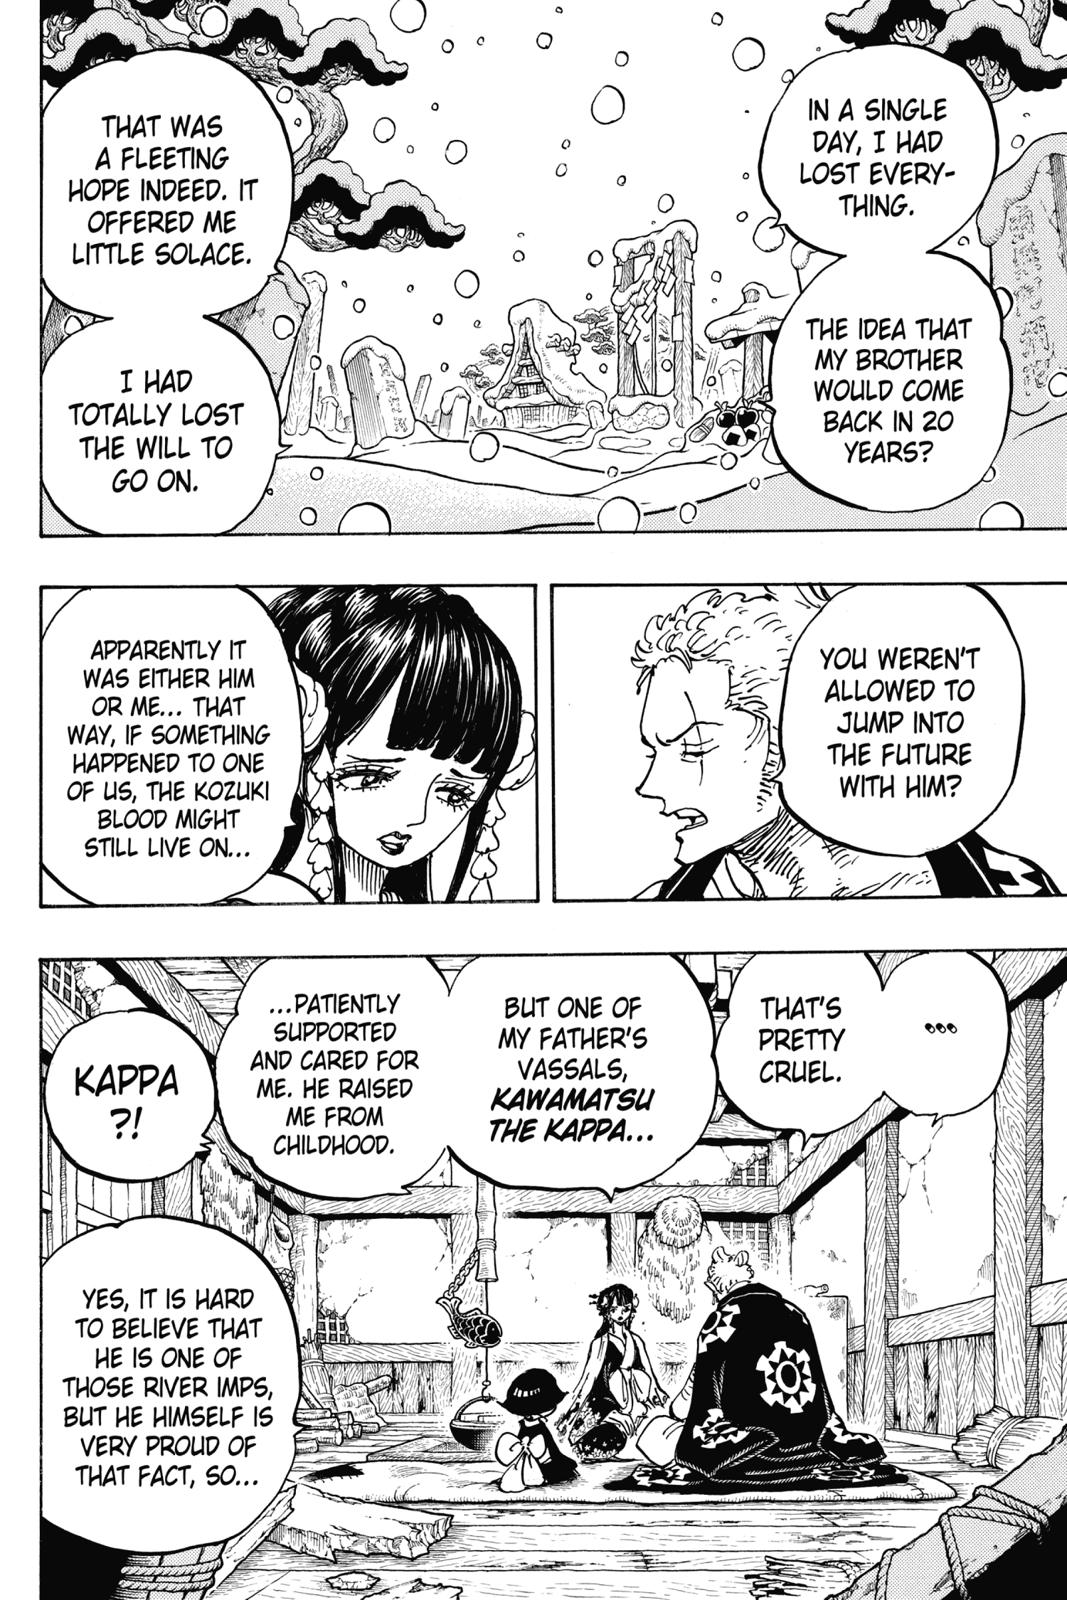 IN A SINGLE
DAY, I HAD
LOST EVERY-
THING.
THE IDEA THAT
MY BROTHER
WOULD COME
BACK IN 20
YEARS?
THAT WAS
A FLEETING
HOPE INDEED. IT
OFFERED ME
LITTLE SOLACE.
I HAD
TOTALLY LOST
THE WILL TO
GO ON.
YOU WEREN'T
ALLOWED TO
JUMP INTO
THE FUTURE
WITH HIM?
APPARENTLY IT
WAS EITHER HIM
OR ME... THAT
WAY, IF SOMETHING
HAPPENED TO ONE
OF US, THE KOZUKI
BLOOD MIGHT
STILL LIVE ON...
...
THAT'S
PRETTY
CRUEL.
BUT ONE OF
MY FATHER'S
VASSALS,
KAWAMATSU
THE KAPPA...
...PATIENTLY
SUPPORTED
AND CARED FOR
ME. HE RAISED
ME FROM
CHILDHOOD.
KAPPA
?!
YES, IT IS HARD
TO BELIEVE THAT
HE IS ONE OF
THOSE RIVER IMPS,
BUT HE HIMSELF IS
VERY PROUD OF
THAT FACT, SO...